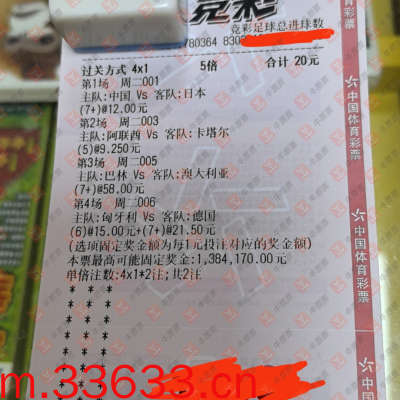 竞彩
竞彩足球总进球数
780364 830
过关方式 4x1 5倍 合计 20元
第1场 周二001
主队:中国 Vs 客队:日本
(7+)@12.00元
第2场 周二003
主队:阿联酋 Vs 客队:卡塔尔
(5)@9.250元
第3场 周二005
主队:巴林 Vs 客队:澳大利亚
(7+)@58.00元
第4场 周二006
主队:匈牙利 Vs 客队:德国
(6)@15.00元+(7+)@21.50元
(选项固定奖金额为每1元投注对应的奖金额)
本票最高可能固定奖金:1,384,170.00元
单倍注数:4x1*2注;共2注
* * *
* * *
* * *
* * *
* * *
* * *
* * *
m.33633.cn
中国体育彩票
中国体育彩票
中国体育彩票